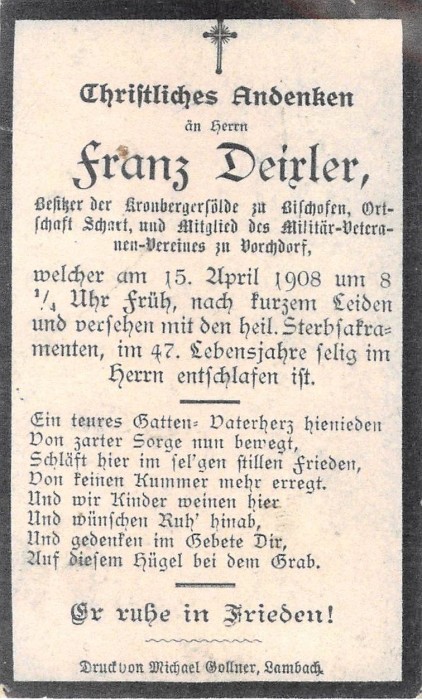 Christliches Andenken
än Herrn
Franz Deixler,
Besitzer der Kronbergersölde zu Bischofen, Ort-
schaft Schart, und Mitglied des Militär-Vetera-
nen-Vereines zu Vorchdorf,
welcher am 15. April 1908 um 8
1/4 Uhr Früh, nach kurzem Leiden
und versehen mit den heil. Sterbsakra-
menten, im 47. Lebensjahre selig im
Herrn entschlafen ist.
Ein teures Gatten- Vaterherz hienieden
Von zarter Sorge nun bewegt,
Schläft hier im sel'gen stillen Frieden,
Von keinen Kummer mehr erregt.
Und wir Kinder weinen hier
Und wünschen Ruh' hinab,
Und gedenken im Gebete Dir,
Auf diesem Hügel bei dem Grab.
Er ruhe in Frieden!
Druck von Michael Gollner, Lambach.